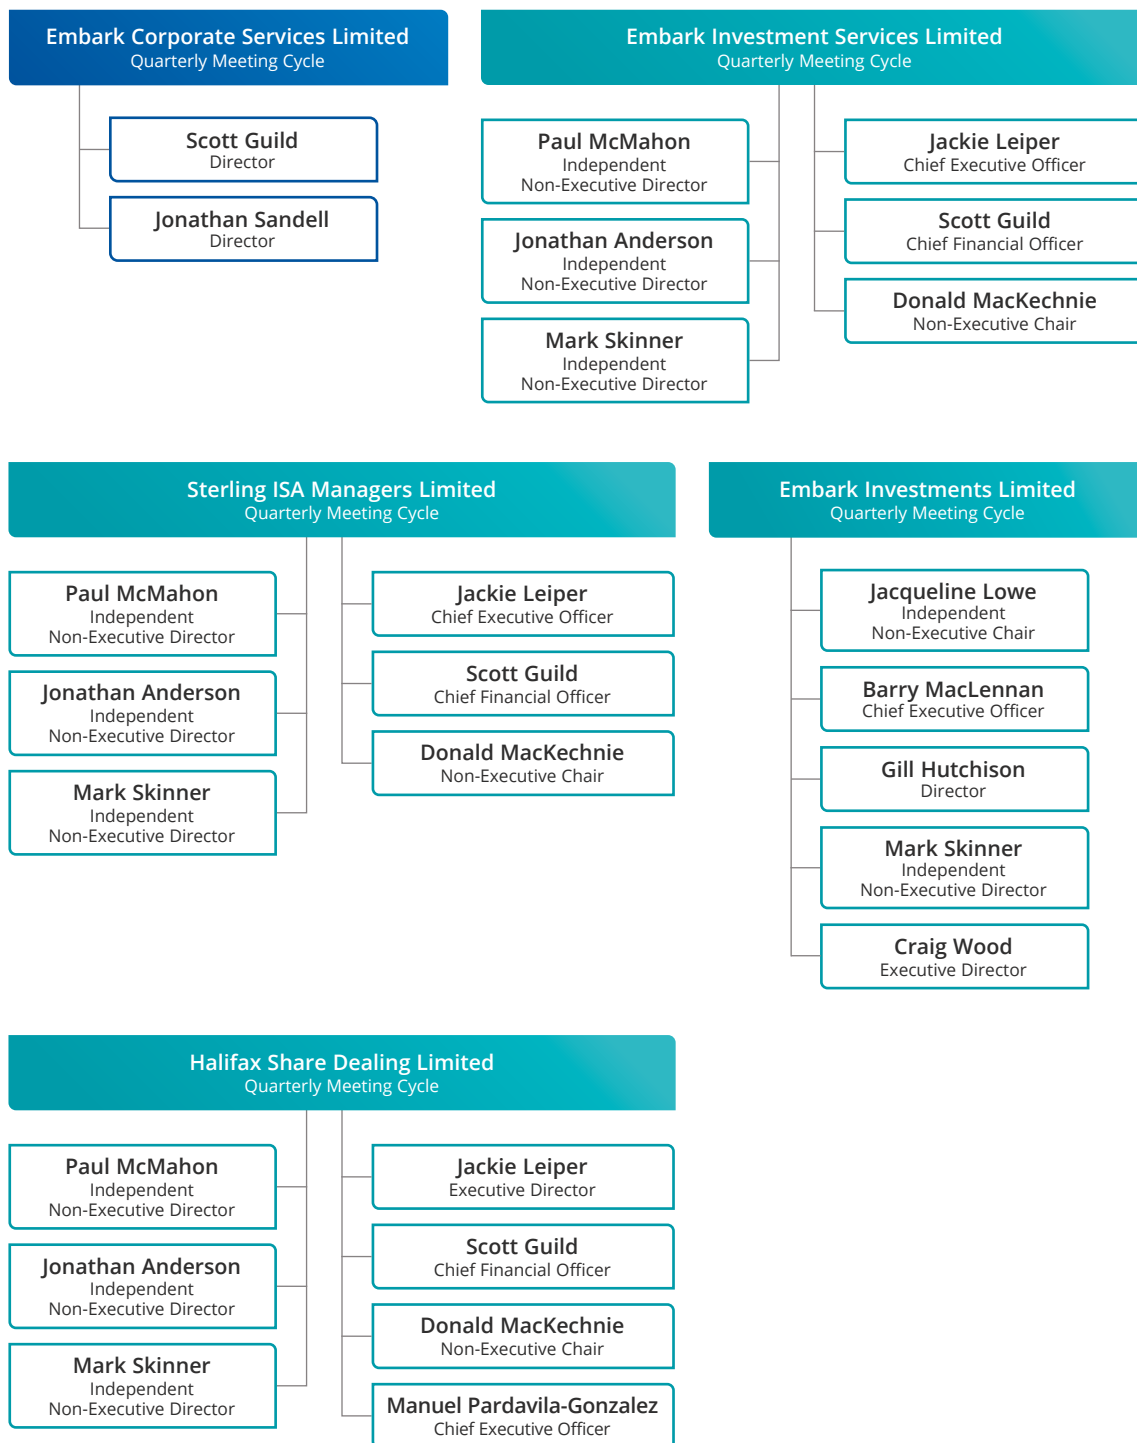 Embark Corporate Services Limited
Quarterly Meeting Cycle
Scott Guild
Director
Jonathan Sandell
Director
Embark Investment Services Limited
Quarterly Meeting Cycle
Paul McMahon
Independent
Non-Executive Director
Jonathan Anderson
Independent
Non-Executive Director
Mark Skinner
Independent
Non-Executive Director
Jackie Leiper
Chief Executive Officer
Scott Guild
Chief Financial Officer
Donald MacKechnie
Non-Executive Chair
Sterling ISA Managers Limited
Quarterly Meeting Cycle
Paul McMahon
Independent
Non-Executive Director
Jonathan Anderson
Independent
Non-Executive Director
Mark Skinner
Independent
Non-Executive Director
Jackie Leiper
Chief Executive Officer
Scott Guild
Chief Financial Officer
Donald MacKechnie
Non-Executive Chair
Embark Investments Limited
Quarterly Meeting Cycle
Jacqueline Lowe
Independent
Non-Executive Chair
Barry MacLennan
Chief Executive Officer
Gill Hutchison
Director
Mark Skinner
Independent
Non-Executive Director
Craig Wood
Executive Director
Halifax Share Dealing Limited
Quarterly Meeting Cycle
Paul McMahon
Independent
Non-Executive Director
Jonathan Anderson
Independent
Non-Executive Director
Mark Skinner
Independent
Non-Executive Director
Jackie Leiper
Executive Director
Scott Guild
Chief Financial Officer
Donald MacKechnie
Non-Executive Chair
Manuel Pardavila-Gonzalez
Chief Executive Officer